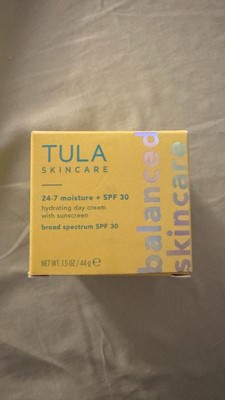 TULA
SKINCARE
24-7 moisture + SPF 30
hydrating day cream
with sunscreen
broad spectrum SPF 30
NET WT. 1.5 OZ / 44 g ℮
balanced
skincare